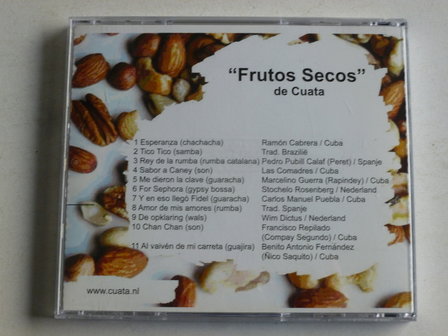 “Frutos Secos”
de Cuata
1 Esperanza (chachacha) Ramón Cabrera / Cuba
2 Tico Tico (samba) Trad. Brazilië
3 Rey de la rumba (rumba catalana) Pedro Pubill Calaf (Peret) / Spanje
4 Sabor a Caney (son) Las Comadres / Cuba
5 Me dieron la clave (guaracha) Marcelino Guerra (Rapindey) / Cuba
6 For Sephora (gypsy bossa) Stochelo Rosenberg / Nederland
7 Y en eso llegó Fidel (guaracha) Carlos Manuel Puebla / Cuba
8 Amor de mis amores (rumba) Trad. Spanje
9 De opklaring (wals) Wim Dictus / Nederland
10 Chan Chan (son) Francisco Repilado
(Compay Segundo) / Cuba
11 Al vaivén de mi carreta (guajira) Benito Antonio Fernández
(Ñico Saquito) / Cuba
www.cuata.nl